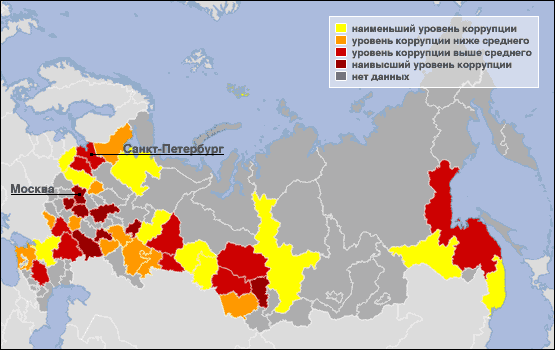 наименьший уровень коррупции
уровень коррупции ниже среднего
уровень коррупции выше среднего
наивысший уровень коррупции
нет данных
Санкт-Петербург
Москва